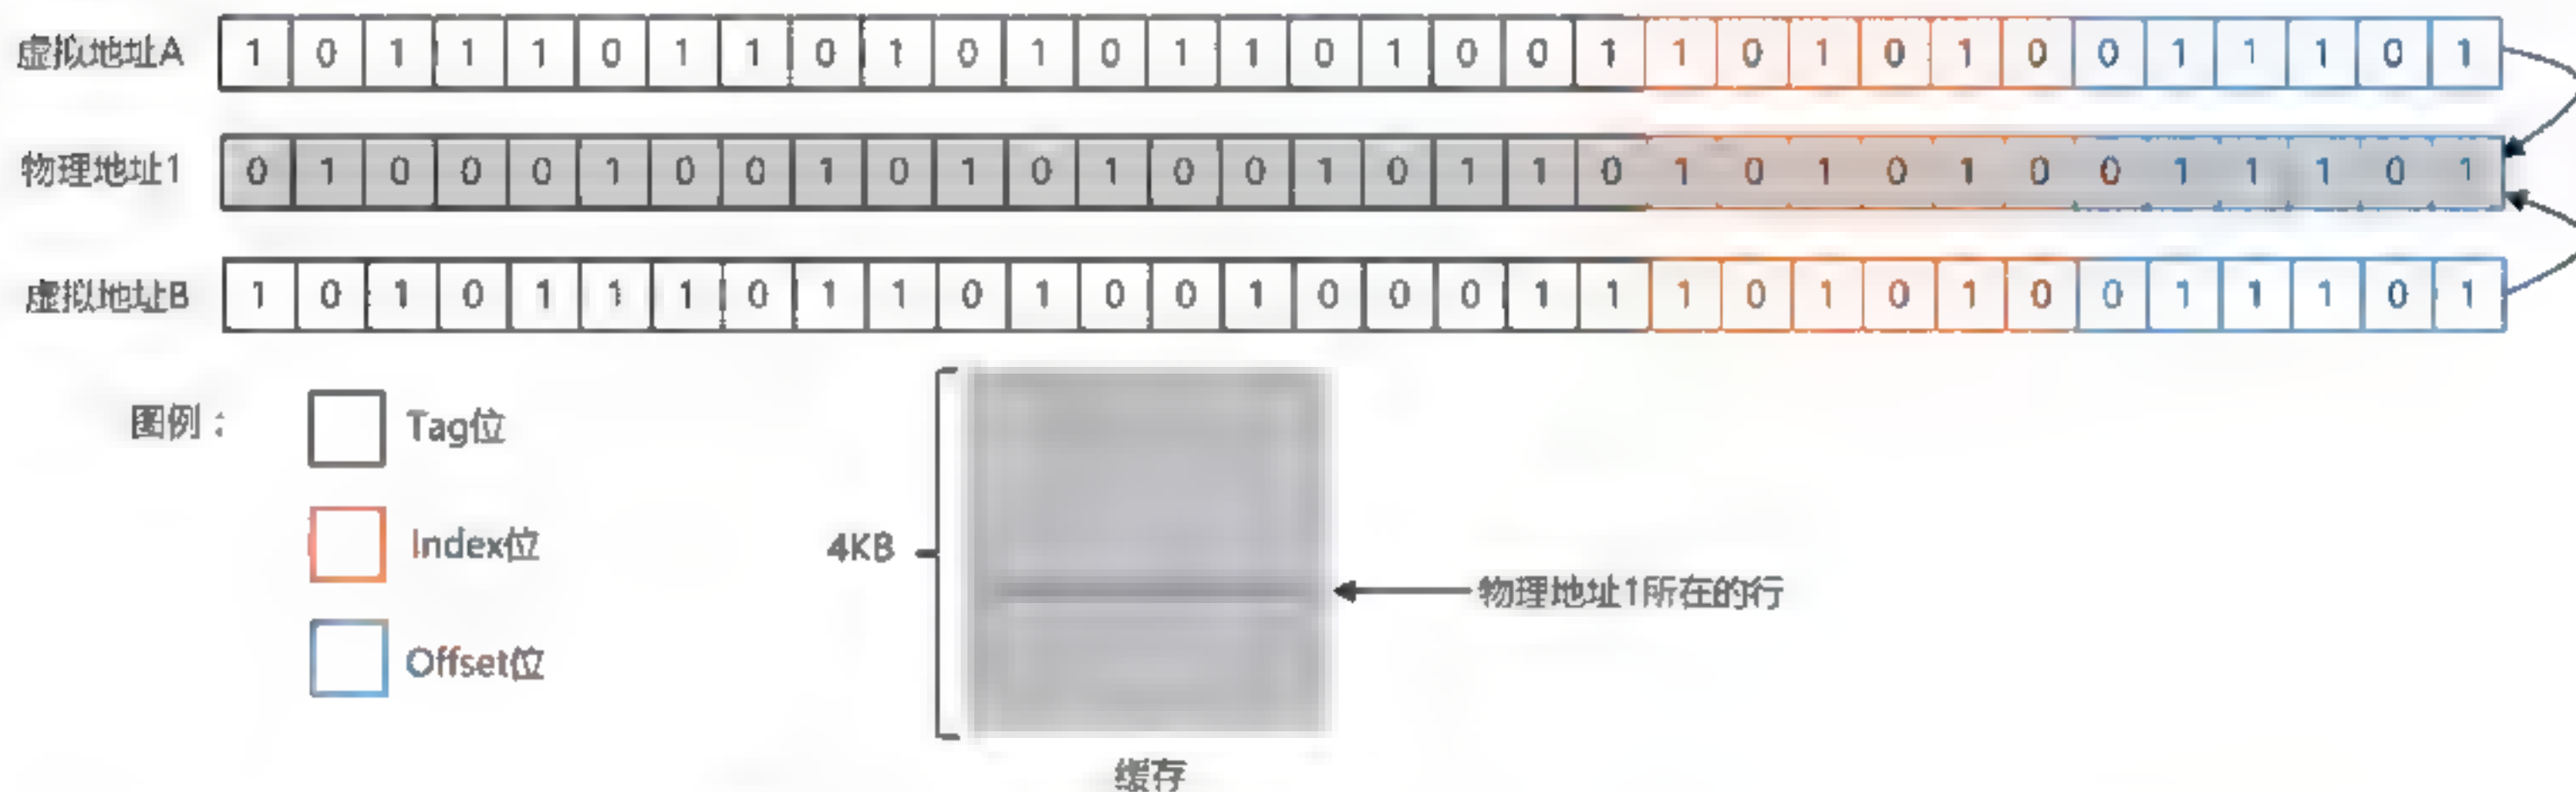 虚拟地址A 1 0 1 1 1 0 1 1 0 1 0 1 0 1 1 0 1 0 0 1 1 0 1 0 1 0 0 1 1 1 0 1
物理地址1 0 1 0 0 0 1 0 0 1 0 1 0 1 0 0 1 0 1 1 0 1 0 1 0 1 0 0 1 1 1 0 1
虚拟地址B 1 0 1 0 1 1 1 0 1 1 0 1 0 0 1 0 0 0 1 1 1 0 1 0 1 0 0 1 1 1 0 1
图例：
Tag位
Index位
Offset位
4KB
物理地址1所在的行
缓存